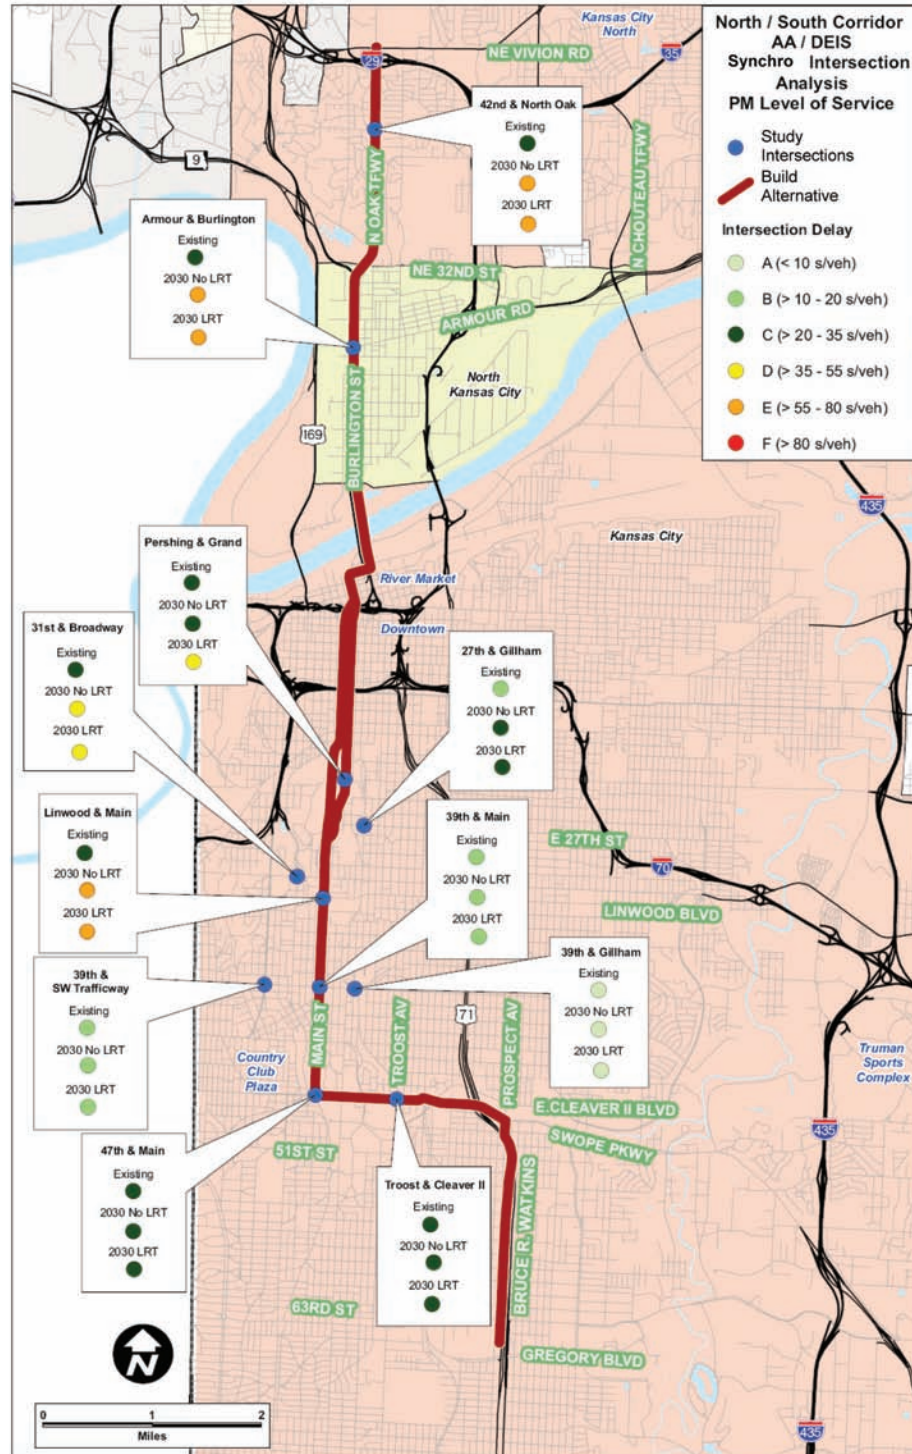 North / South Corridor
AA / DEIS
Synchro Intersection
Analysis
PM Level of Service
Study
Intersections
Build
Alternative
Intersection Delay
A (< 10 s/veh)
B (> 10 - 20 s/veh)
C (> 20 - 35 s/veh)
D (> 35 - 55 s/veh)
E (> 55 - 80 s/veh)
F (> 80 s/veh)
Kansas City
North
NE VIVION RD
29
35
42nd & North Oak
Existing
2030 No LRT
2030 LRT
9
N OAK TFWY
N CHOUTEAU TFWY
Armour & Burlington
Existing
2030 No LRT
2030 LRT
NE 32ND ST
ARMOUR RD
North
Kansas City
BURLINGTON ST
169
435
Kansas City
Pershing & Grand
Existing
2030 No LRT
2030 LRT
River Market
Downtown
31st & Broadway
Existing
2030 No LRT
2030 LRT
27th & Gillham
Existing
2030 No LRT
2030 LRT
Linwood & Main
Existing
2030 No LRT
2030 LRT
39th & Main
Existing
2030 No LRT
2030 LRT
E 27TH ST
70
LINWOOD BLVD
39th &
SW Trafficway
Existing
2030 No LRT
2030 LRT
39th & Gillham
Existing
2030 No LRT
2030 LRT
71
MAIN ST
TROOST AV
PROSPECT AV
Country
Club
Plaza
Truman
Sports
Complex
E.CLEAVER II BLVD
SWOPE PKWY
435
51ST ST
47th & Main
Existing
2030 No LRT
2030 LRT
Troost & Cleaver II
Existing
2030 No LRT
2030 LRT
BRUCE R. WATKINS
63RD ST
GREGORY BLVD
N
0 1 2
Miles
435